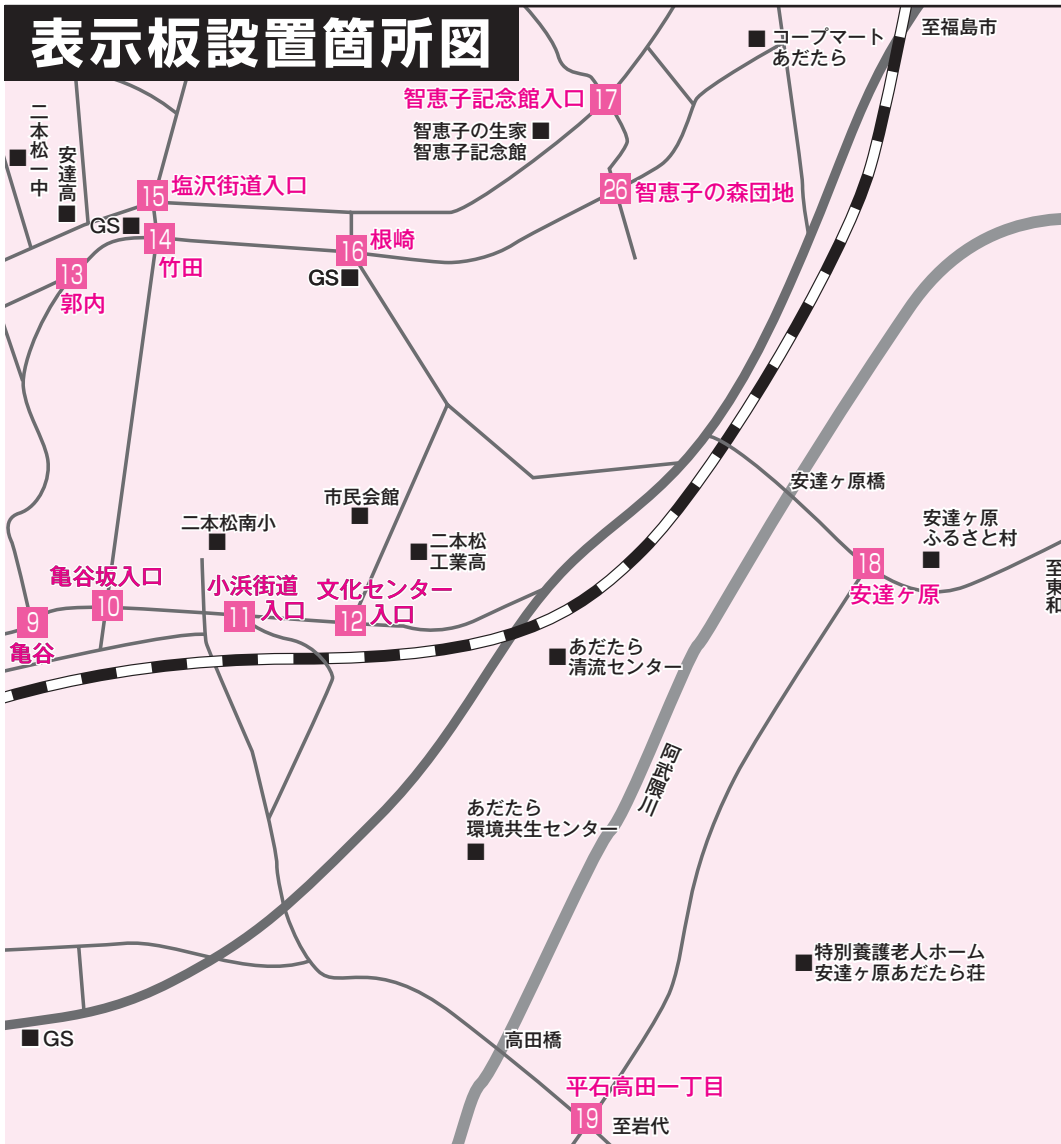 表示板設置箇所図
至福島市
コープマート
あだたら
智恵子記念館入口
17
智恵子の生家
智恵子記念館
二本松一中
安達高
15
塩沢街道入口
26
智恵子の森団地
GS
14
竹田
16
根崎
GS
13
郭内
安達ヶ原橋
市民会館
二本松南小
二本松
工業高
安達ヶ原
ふるさと村
18
安達ヶ原
至東和
亀谷坂入口
10
小浜街道
入口
11
文化センター
入口
12
9
亀谷
あだたら
清流センター
阿武隈川
あだたら
環境共生センター
特別養護老人ホーム
安達ヶ原あだたら荘
GS
高田橋
平石高田一丁目
19
至岩代